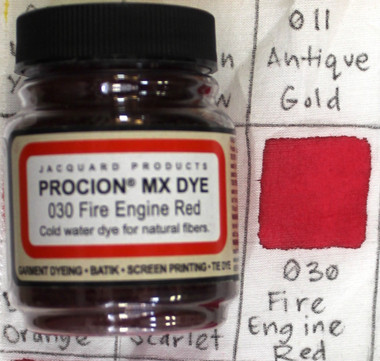 011
Antique
Gold
JACQUARD PRODUCTS
PROCION® MX DYE
030 Fire Engine Red
Cold water dye for natural fibers.
GARMENT DYEING • BATIK • SCREEN PRINTING • TIE DYE
030
Fire
Engine
Red
Orange
Scarlet